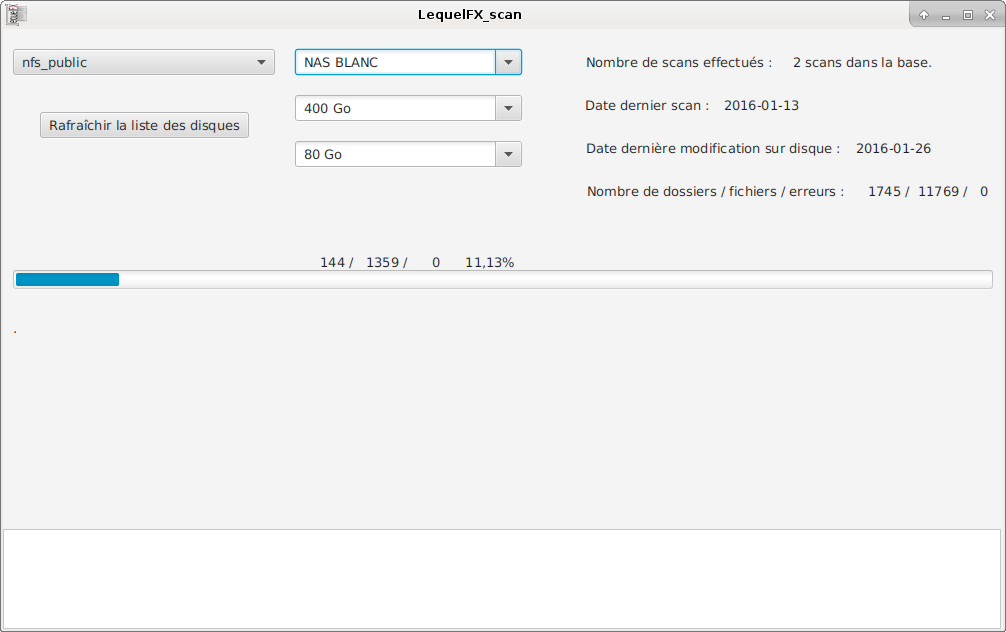 LequelFX_scan
nfs_public
NAS BLANC
Nombre de scans effectués : 2 scans dans la base.
400 Go
Date dernier scan : 2016-01-13
Rafraîchir la liste des disques
80 Go
Date dernière modification sur disque : 2016-01-26
Nombre de dossiers / fichiers / erreurs : 1745 / 11769 / 0
144 / 1359 / 0 11,13%
.